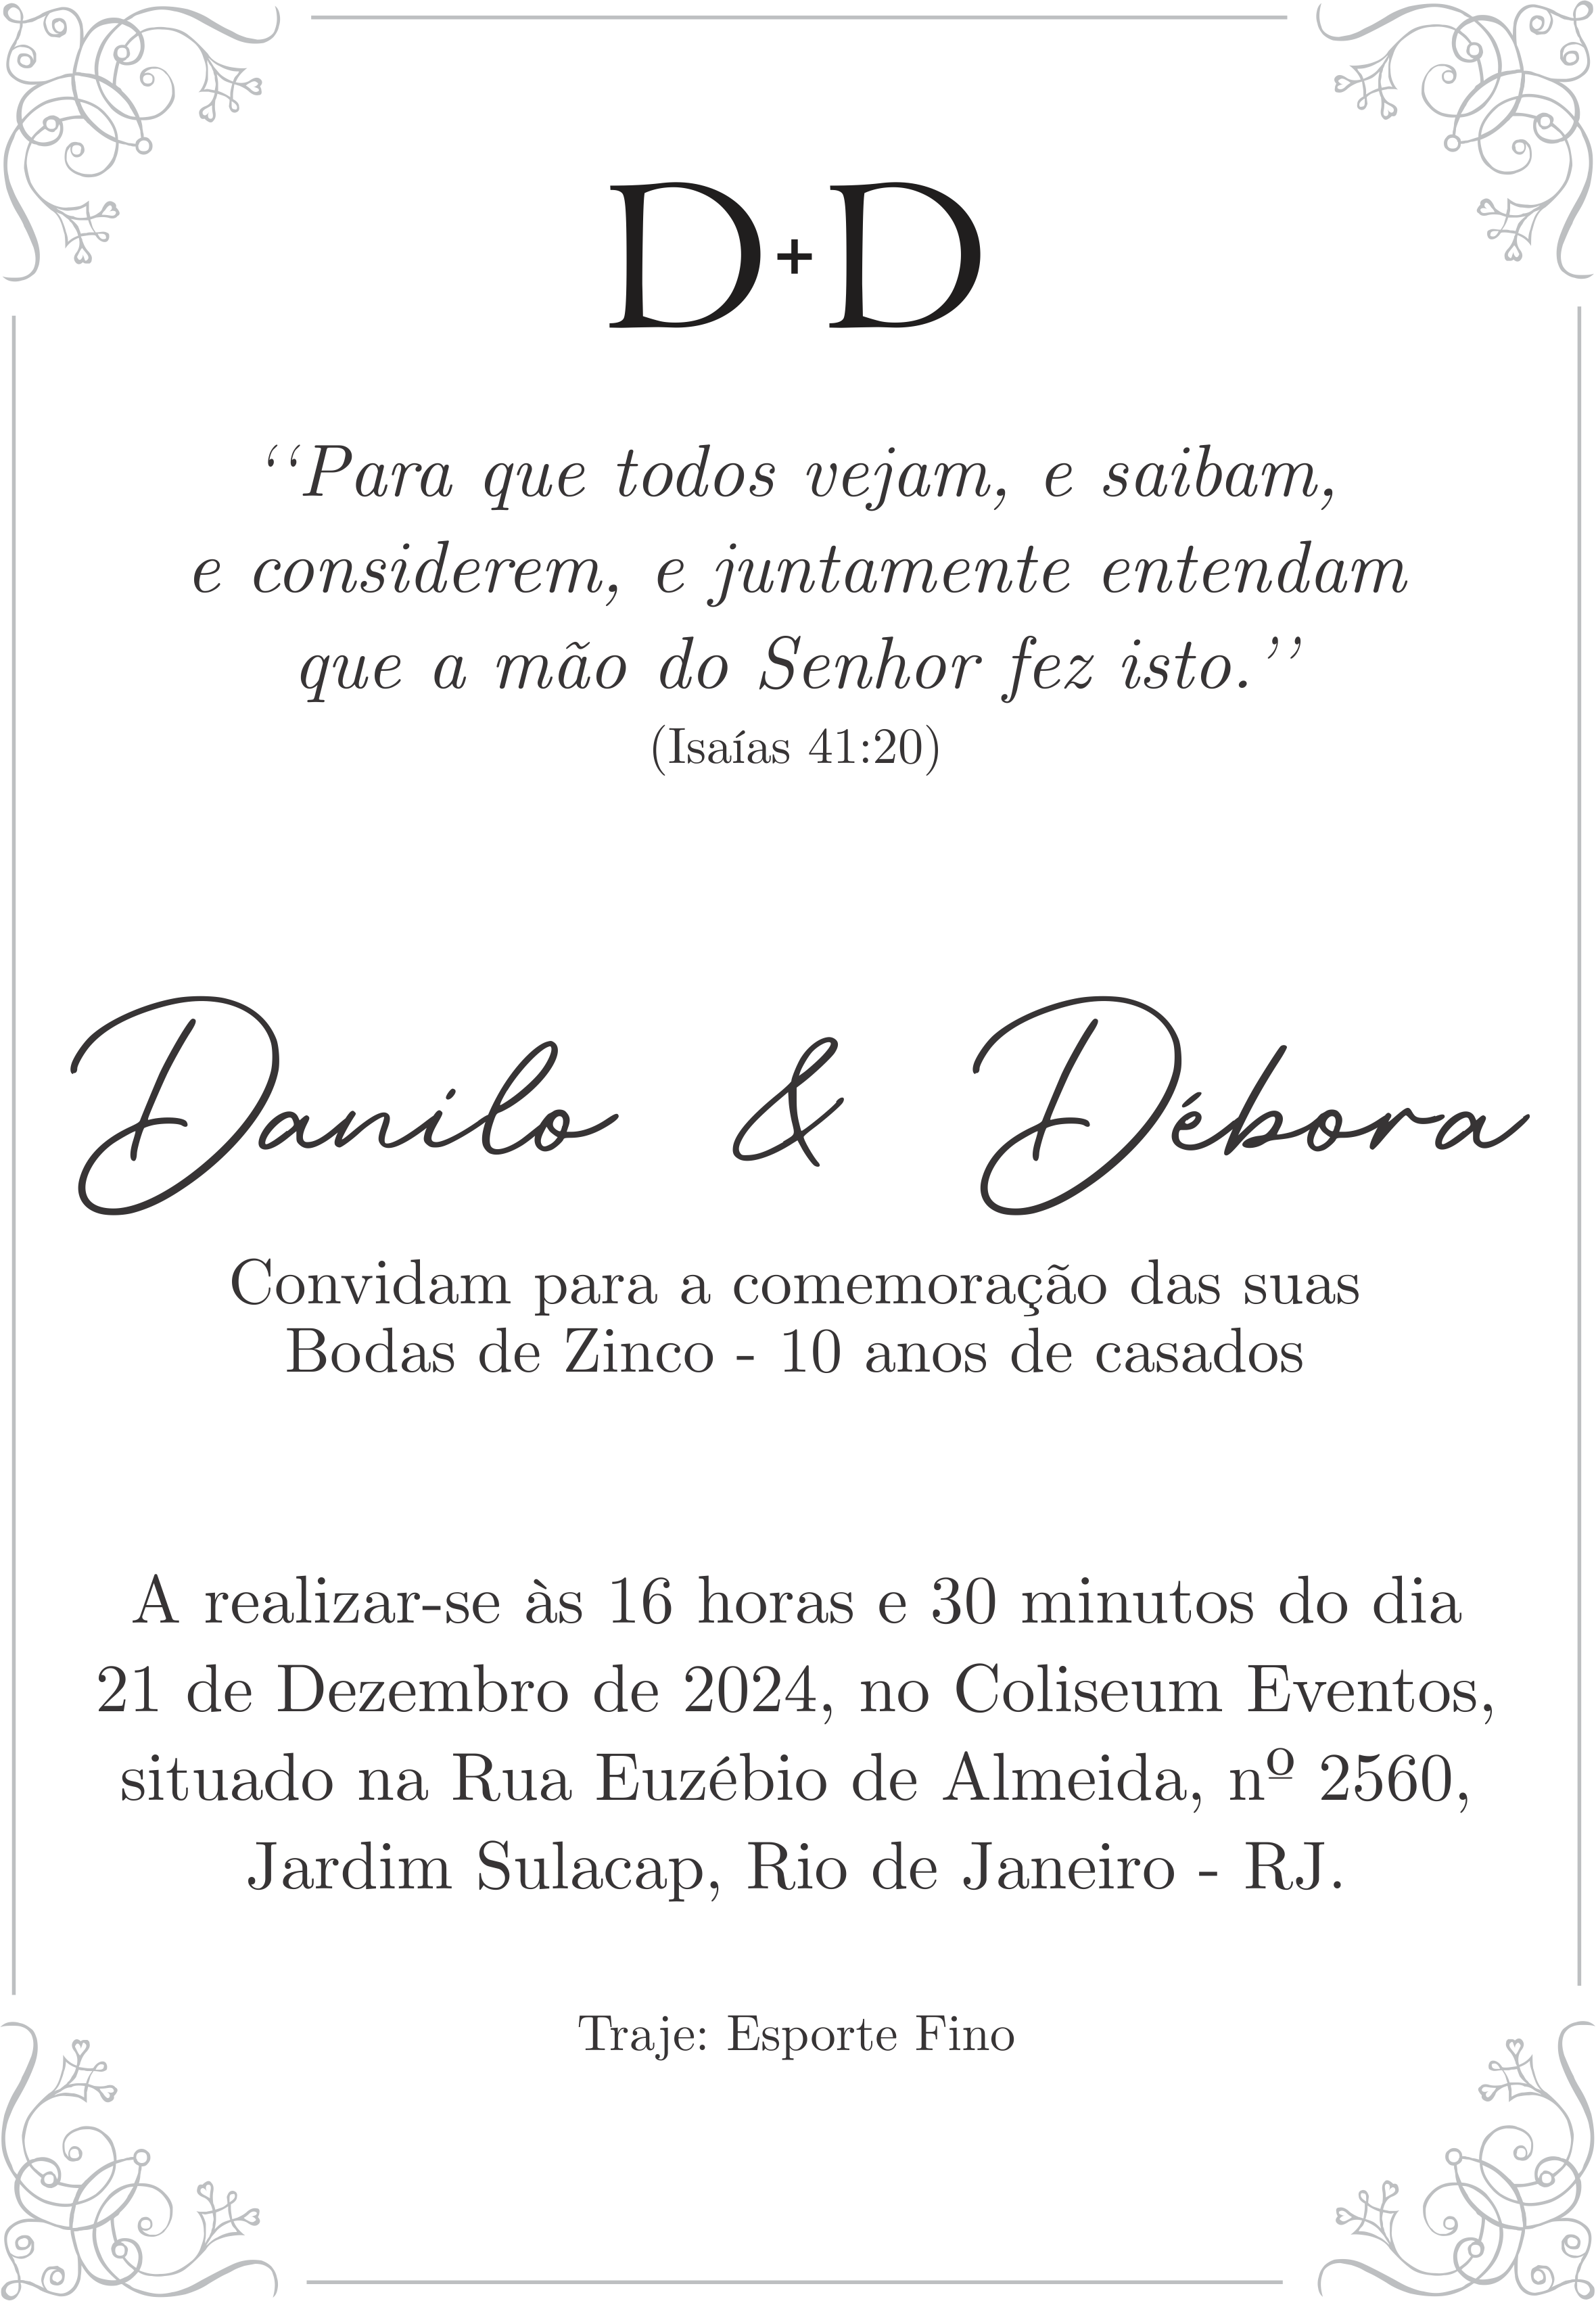 D+D
‘‘Para que todos vejam, e saibam,
e considerem, e juntamente entendam
que a mão do Senhor fez isto.’’
(Isaías 41:20)
Danilo & Débora
Convidam para a comemoração das suas
Bodas de Zinco - 10 anos de casados
A realizar-se às 16 horas e 30 minutos do dia
21 de Dezembro de 2024, no Coliseum Eventos,
situado na Rua Euzébio de Almeida, nº 2560,
Jardim Sulacap, Rio de Janeiro - RJ.
Traje: Esporte Fino